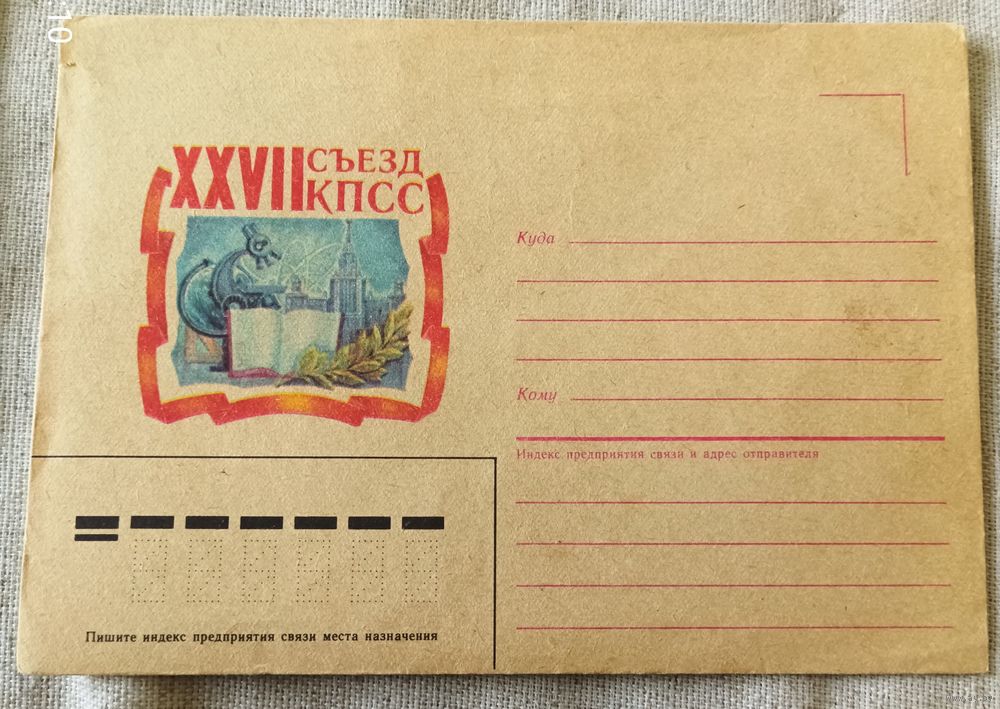 XXVII СЪЕЗД
КПСС
Куда
Кому
Индекс предприятия связи и адрес отправителя
Пишите индекс предприятия связи места назначения